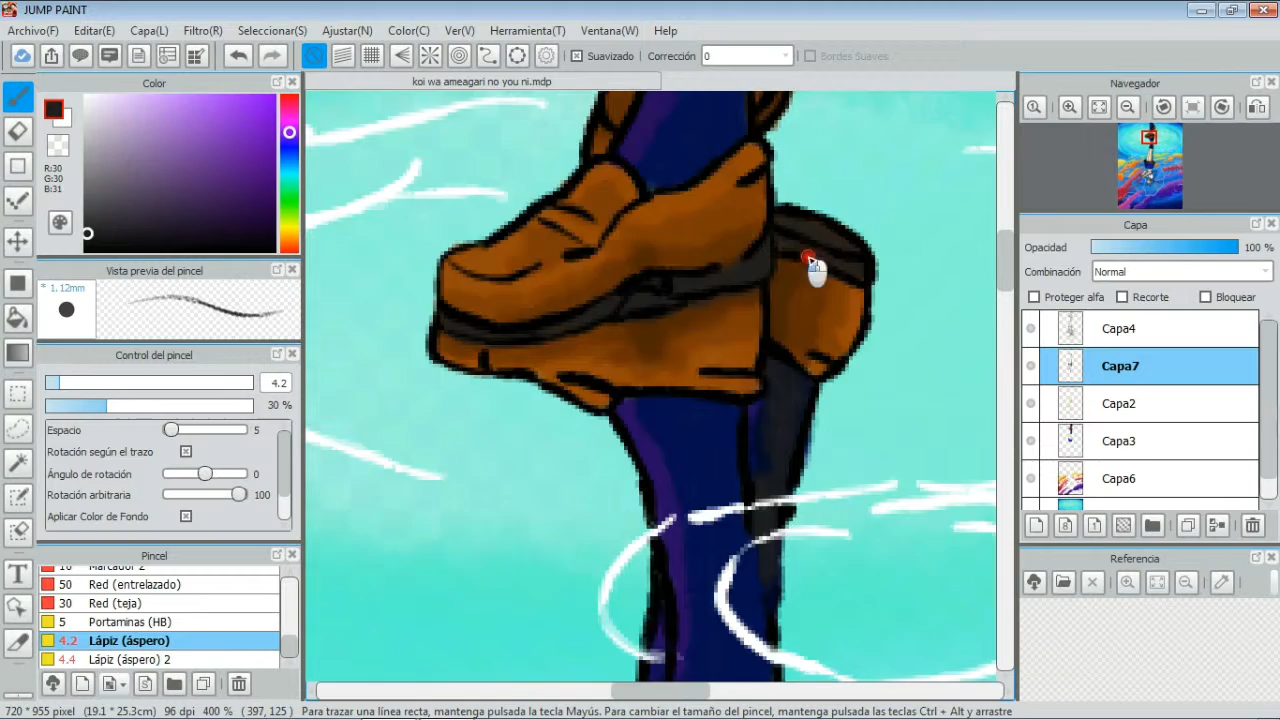 JUMP PAINT
Archivo(F) Editar(E) Capa(L) Filtro(R) Seleccionar(S) Ajustar(N) Color(C) Ver(V) Herramienta(T) Ventana(W) Help
Suavizado Corrección 0 Bordes Suaves
Color
koi wa ameagari no you ni.mdp
Navegador
R:30
G:30
B:31
Capa
Opacidad 100 %
Combinación Normal
Proteger alfa Recorte Bloquear
Vista previa del pincel
* 1.12mm
Capa4
Capa7
Capa2
Capa3
Capa6
Control del pincel
4.2
30 %
Espacio 5
Rotación según el trazo
Ángulo de rotación 0
Rotación arbitraria 100
Aplicar Color de Fondo
Pincel
10 Marcador 2
50 Red (entrelazado)
30 Red (teja)
5 Portaminas (HB)
4.2 Lápiz (áspero)
4.4 Lápiz (áspero) 2
Referencia
720 * 955 pixel (19.1 * 25.3cm) 96 dpi 400 % ( 397, 125 ) Para trazar una línea recta, mantenga pulsada la tecla Mayús. Para cambiar el tamaño del pincel, mantenga pulsadas las teclas Ctrl + Alt y arrastre